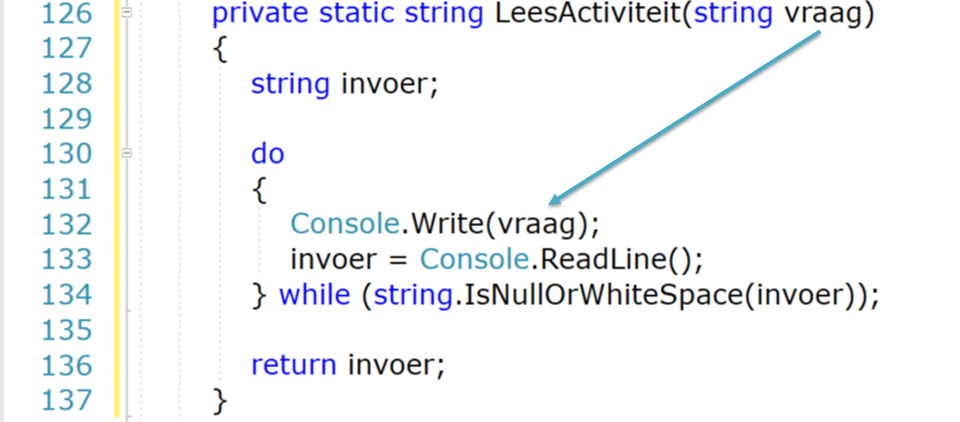 126 private static string LeesActiviteit(string vraag)
127 {
128 string invoer;
129
130 do
131 {
132 Console.Write(vraag);
133 invoer = Console.ReadLine();
134 } while (string.IsNullOrWhiteSpace(invoer));
135
136 return invoer;
137 }